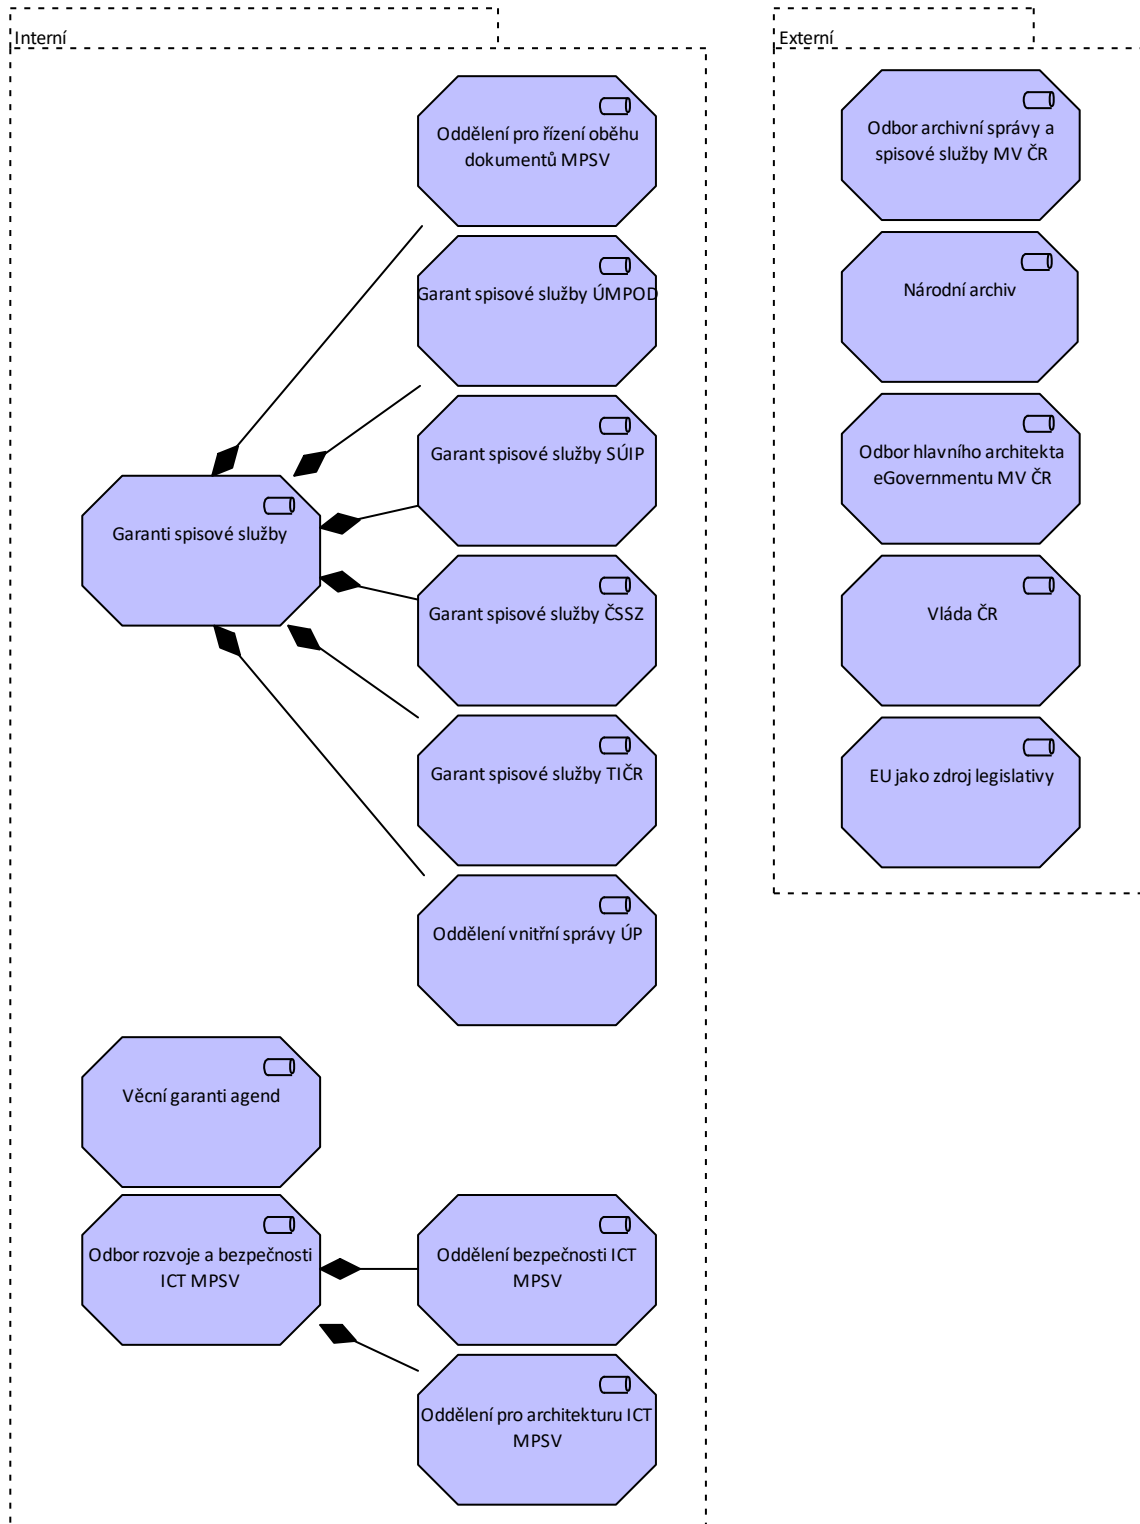 Interní
Oddělení pro řízení oběhu
dokumentů MPSV
Garant spisové služby ÚMPOD
Garant spisové služby SÚIP
Garanti spisové služby
Garant spisové služby ČSSZ
Garant spisové služby TIČR
Oddělení vnitřní správy ÚP
Věcní garanti agend
Odbor rozvoje a bezpečnosti
ICT MPSV
Oddělení bezpečnosti ICT
MPSV
Oddělení pro architekturu ICT
MPSV
Externí
Odbor archivní správy a
spisové služby MV ČR
Národní archiv
Odbor hlavního architekta
eGovernmentu MV ČR
Vláda ČR
EU jako zdroj legislativy